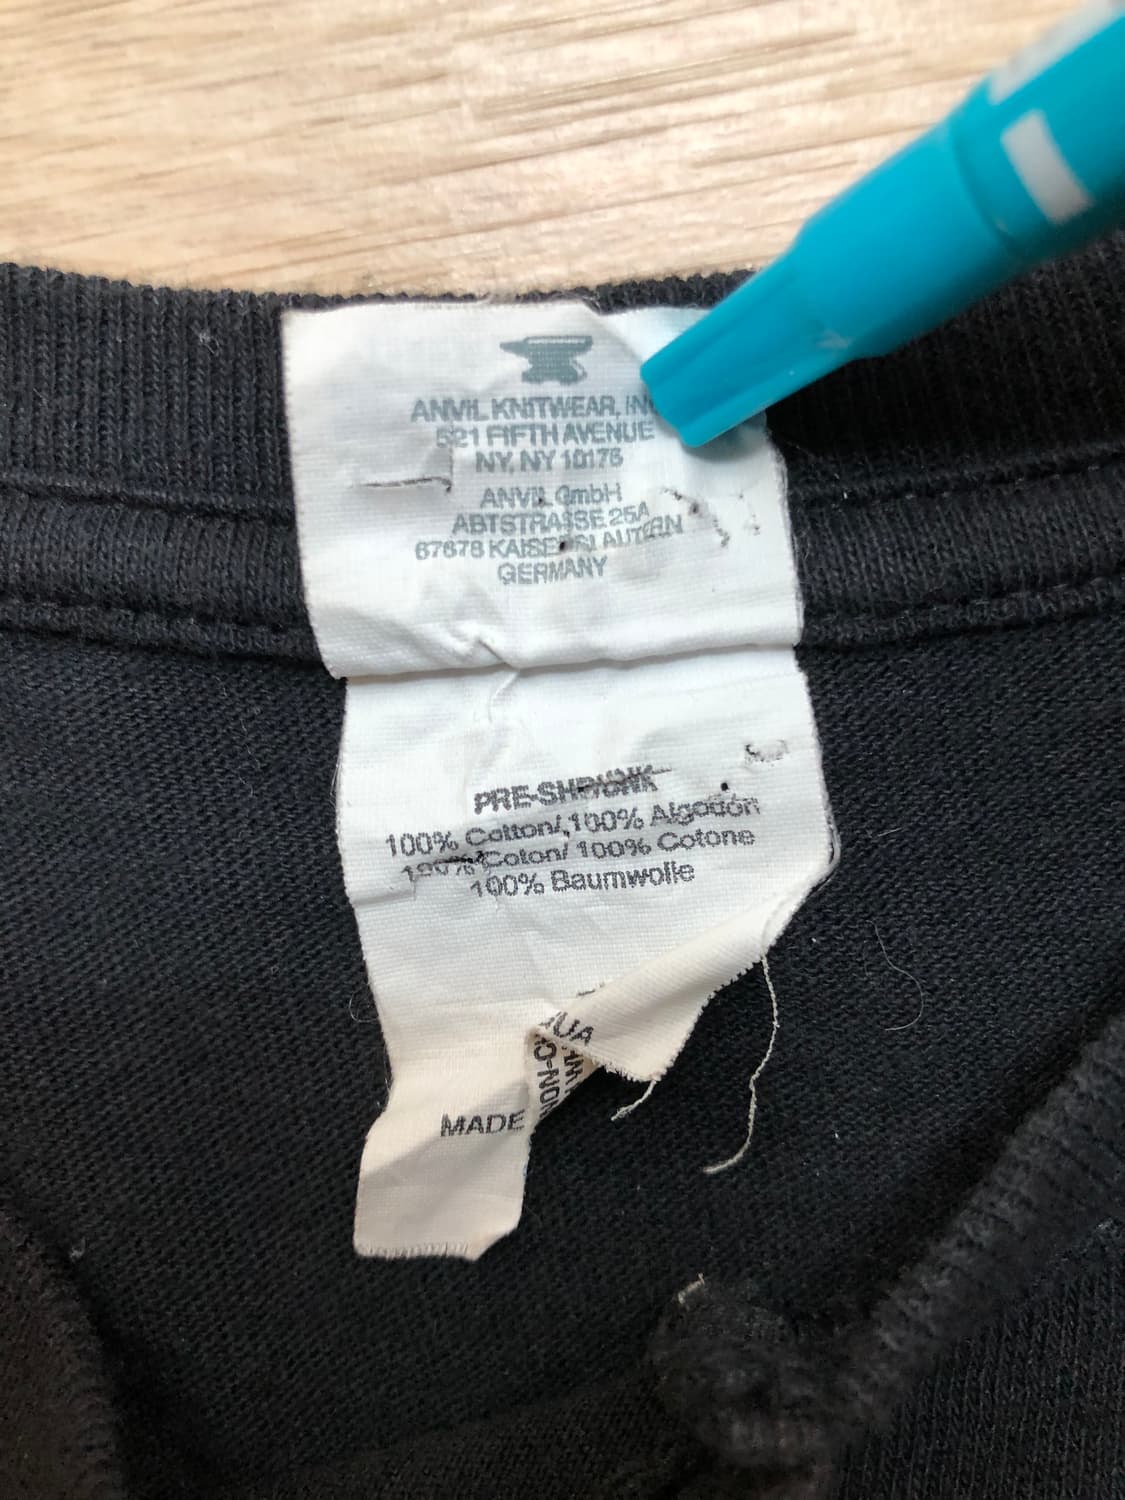 ANVIL KNITWEAR, INC
521 FIFTH AVENUE
NY, NY 10175
ANVIL GmbH
ABTSTRASSE 25A
67678 KAISERSLAUTERN
GERMANY
PRE-SHRUNK
100% Cotton/ 100% Algodón
100% Coton/ 100% Cotone
100% Baumwolle
MADE